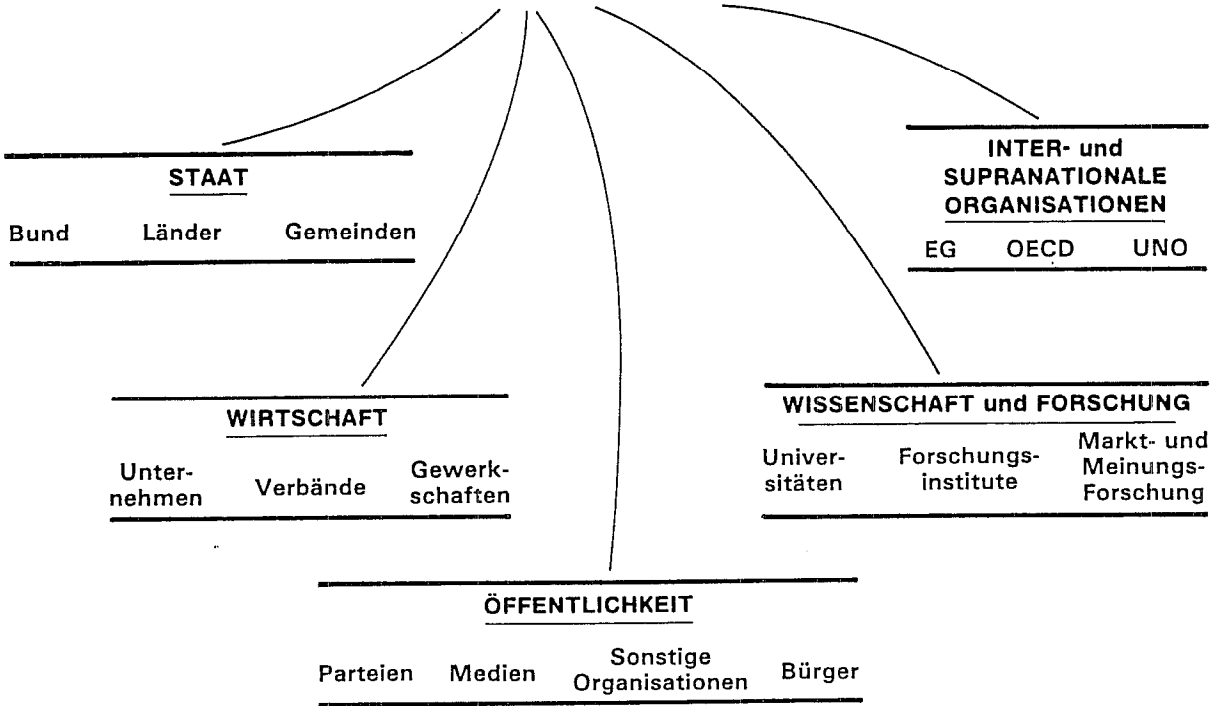 STAAT
Bund Länder Gemeinden
INTER- und
SUPRANATIONALE
ORGANISATIONEN
EG OECD UNO
WIRTSCHAFT
Unter-
nehmen
Verbände
Gewerk-
schaften
WISSENSCHAFT und FORSCHUNG
Univer-
sitäten
Forschungs-
institute
Markt- und
Meinungs-
Forschung
ÖFFENTLICHKEIT
Parteien
Medien
Sonstige
Organisationen
Bürger